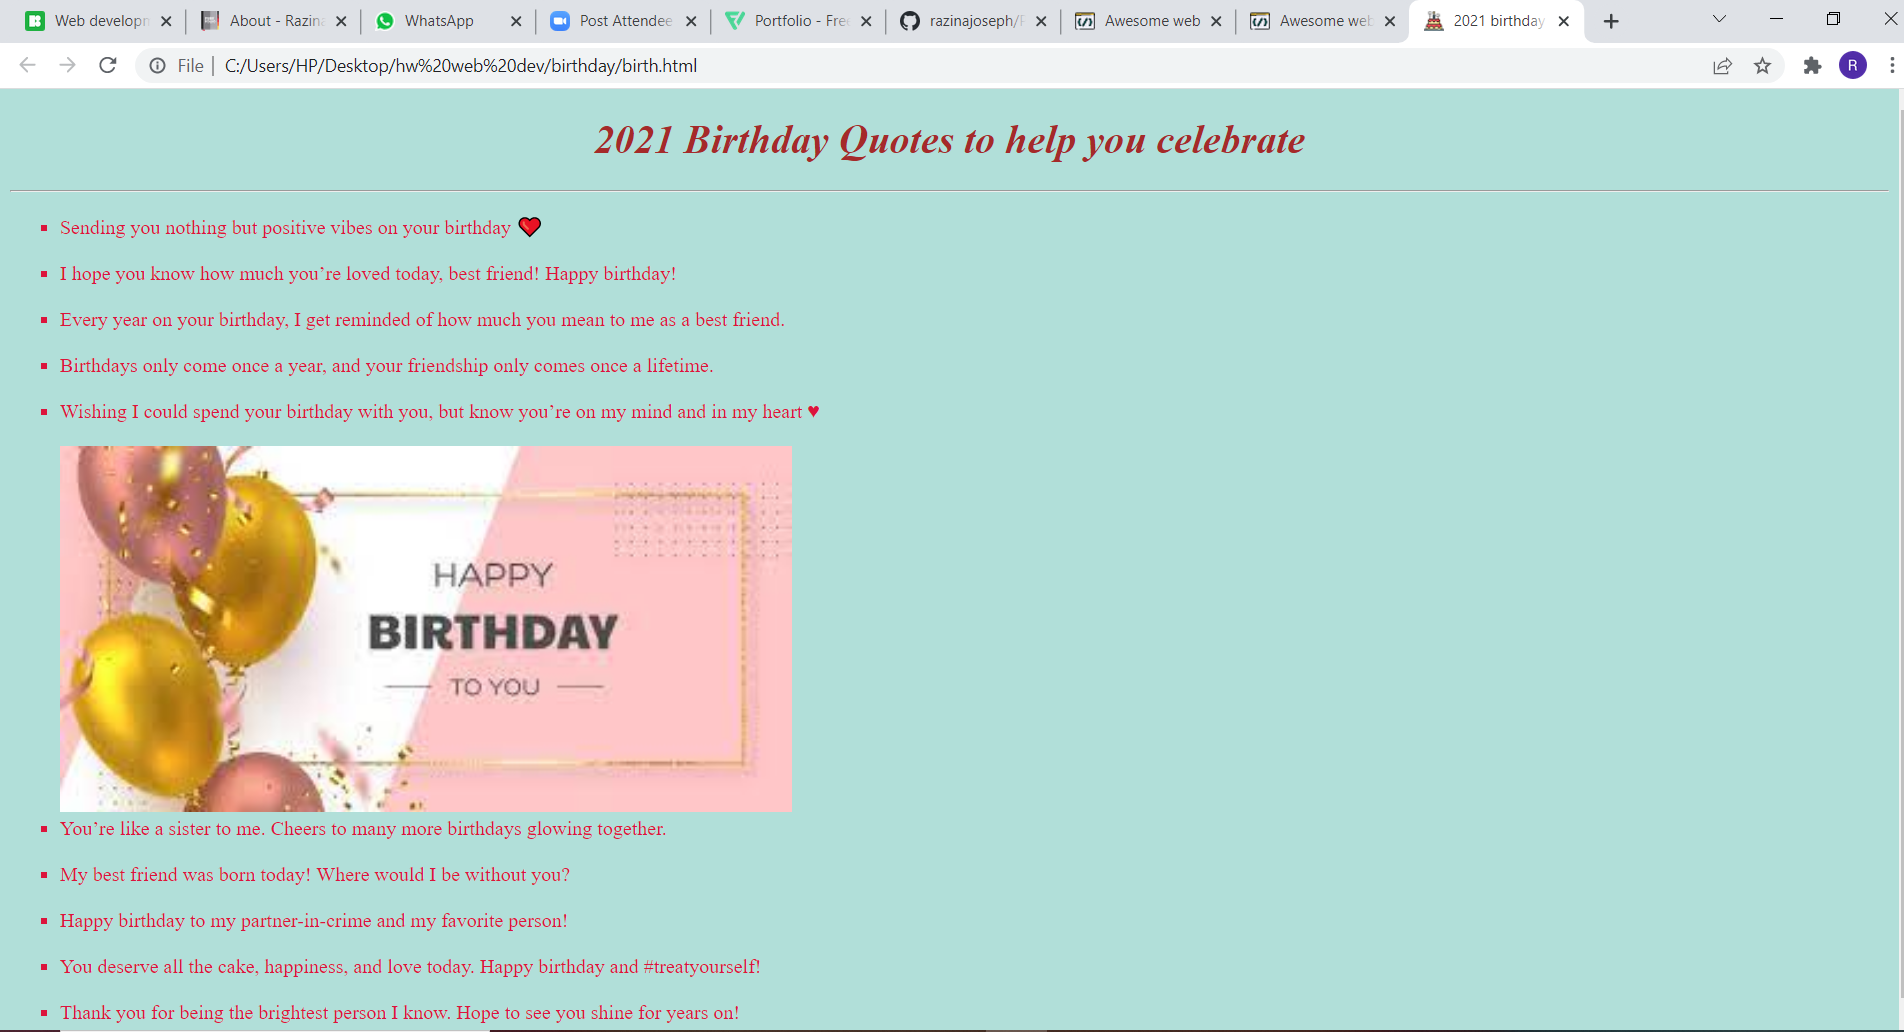 Web developm
About - Razina
WhatsApp
Post Attendee
Portfolio - Free
razinajoseph/
Awesome web
Awesome web
2021 birthday
File | C:/Users/HP/Desktop/hw%20web%20dev/birthday/birth.html
R
2021 Birthday Quotes to help you celebrate
Sending you nothing but positive vibes on your birthday ❤
I hope you know how much you’re loved today, best friend! Happy birthday!
Every year on your birthday, I get reminded of how much you mean to me as a best friend.
Birthdays only come once a year, and your friendship only comes once a lifetime.
Wishing I could spend your birthday with you, but know you’re on my mind and in my heart ♥
HAPPY
BIRTHDAY
TO YOU
You’re like a sister to me. Cheers to many more birthdays glowing together.
My best friend was born today! Where would I be without you?
Happy birthday to my partner-in-crime and my favorite person!
You deserve all the cake, happiness, and love today. Happy birthday and #treatyourself!
Thank you for being the brightest person I know. Hope to see you shine for years on!